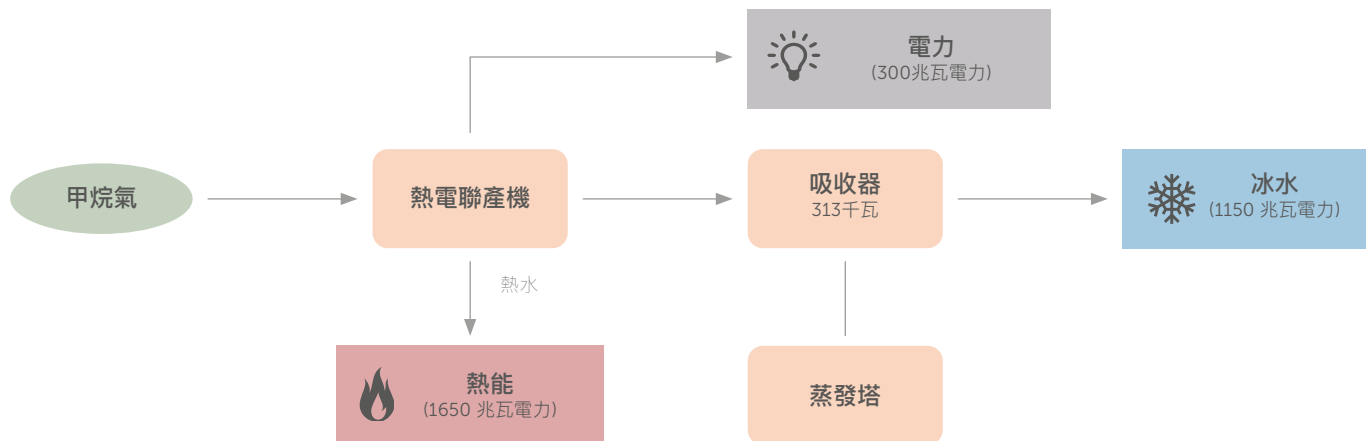 電力
(300兆瓦電力)
甲烷氣
熱電聯產機
吸收器
313千瓦
冰水
(1150 兆瓦電力)
熱水
熱能
(1650 兆瓦電力)
蒸發塔